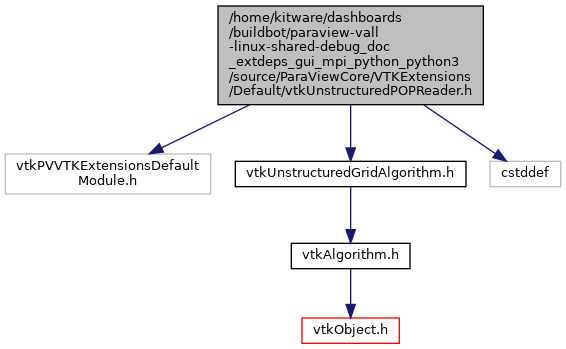 /home/kitware/dashboards
/buildbot/paraview-vall
-linux-shared-debug_doc
_extdeps_gui_mpi_python_python3
/source/ParaViewCore/VTKExtensions
/Default/vtkUnstructuredPOPReader.h
vtkPVVTKExtensionsDefault
Module.h
vtkUnstructuredGridAlgorithm.h
cstddef
vtkAlgorithm.h
vtkObject.h